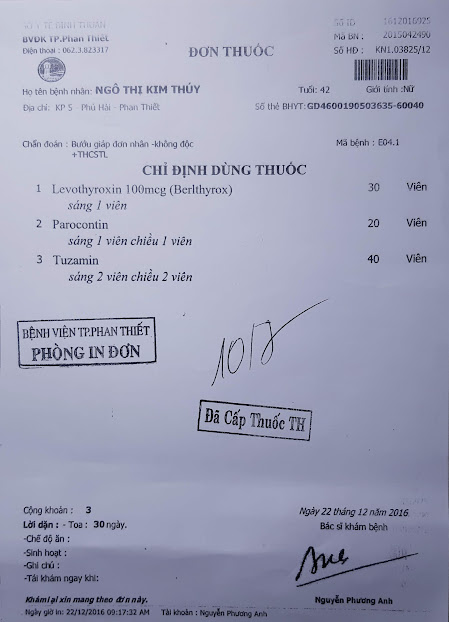 SỞ Y TẾ BÌNH THUẬN
BVĐK TP.Phan Thiết
Điện thoại : 062.3.823317
ĐƠN THUỐC
Số ID 1612016925
Mã BN : 2015042490
Số HĐ : KN1.03825/12
Họ tên bệnh nhân: NGÔ THỊ KIM THÚY Tuổi: 42 Giới tính :Nữ
Địa chỉ: KP 5 - Phú Hải - Phan Thiết Số thẻ BHYT:GD4600190503635-60040
Chẩn đoán : Bướu giáp đơn nhân -không độc Mã bệnh : E04.1
+THCSTL
CHỈ ĐỊNH DÙNG THUỐC
1 Levothyroxin 100mcg (Berlthyrox) 30 Viên
sáng 1 viên
2 Parocontin 20 Viên
sáng 1 viên chiều 1 viên
3 Tuzamin 40 Viên
sáng 2 viên chiều 2 viên
BỆNH VIỆN TP.PHAN THIẾT
PHÒNG IN ĐƠN
Đã Cấp Thuốc TH
Cộng khoản : 3
Ngày 22 tháng 12 năm 2016
Lời dặn : - Toa : 30 ngày.
Bác sĩ khám bệnh
-Chế độ ăn :
-Sinh hoạt :
-Ghi chú :
-Tái khám ngay khi:
Khám lại xin mang theo đơn này.
Nguyễn Phương Anh
Ngày giờ in: 22/12/2016 09:17:32 AM Tài khoản : Nguyễn Phương Anh